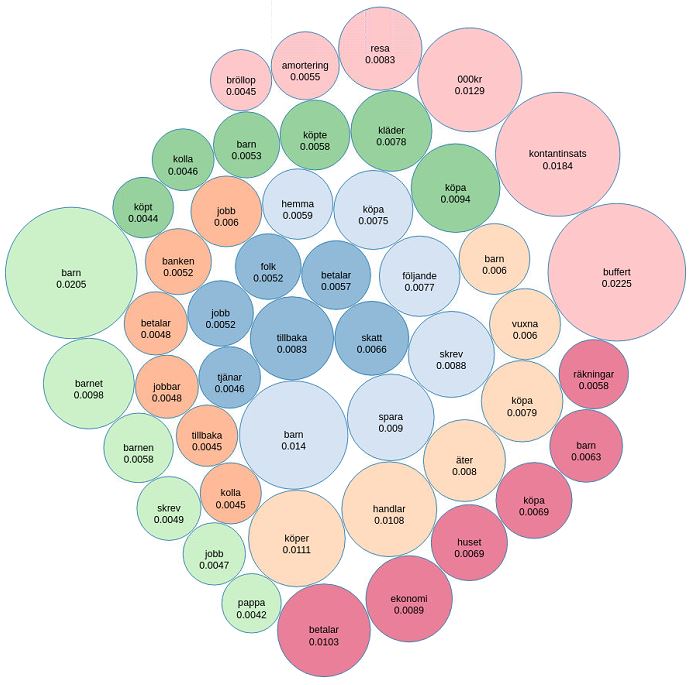 resa
0.0083
amortering
0.0055
bröllop
0.0045
000kr
0.0129
kontantinsats
0.0184
kläder
0.0078
köpte
0.0058
barn
0.0053
kolla
0.0046
köpt
0.0044
köpa
0.0094
hemma
0.0059
köpa
0.0075
jobb
0.006
banken
0.0052
barn
0.0205
folk
0.0052
betalar
0.0057
följande
0.0077
barn
0.006
buffert
0.0225
betalar
0.0048
jobb
0.0052
tillbaka
0.0083
skatt
0.0066
skrev
0.0088
vuxna
0.006
räkningar
0.0058
barnet
0.0098
jobbar
0.0048
tjänar
0.0046
köpa
0.0079
barn
0.014
spara
0.009
tillbaka
0.0045
barnen
0.0058
barn
0.0063
äter
0.008
kolla
0.0045
köpa
0.0069
skrev
0.0049
handlar
0.0108
köper
0.0111
huset
0.0069
jobb
0.0047
pappa
0.0042
ekonomi
0.0089
betalar
0.0103